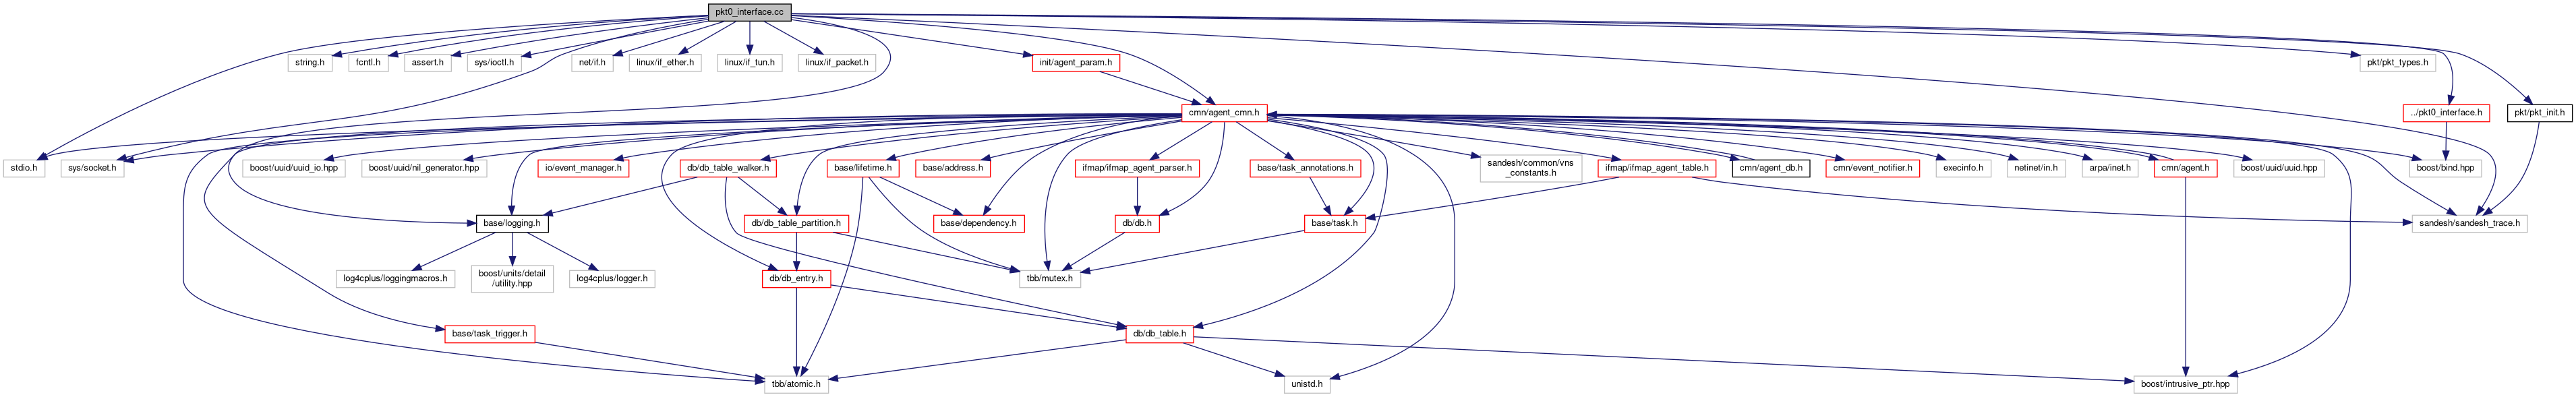 pkt0_interface.cc
string.h
fcntl.h
assert.h
sys/ioctl.h
net/if.h
linux/if_ether.h
linux/if_tun.h
linux/if_packet.h
init/agent_param.h
pkt/pkt_types.h
cmn/agent_cmn.h
../pkt0_interface.h
pkt/pkt_init.h
stdio.h
sys/socket.h
boost/uuid/uuid_io.hpp
boost/uuid/nil_generator.hpp
io/event_manager.h
db/db_table_walker.h
base/lifetime.h
base/address.h
ifmap/ifmap_agent_parser.h
base/task_annotations.h
sandesh/common/vns
_constants.h
ifmap/ifmap_agent_table.h
cmn/agent_db.h
cmn/event_notifier.h
execinfo.h
netinet/in.h
arpa/inet.h
cmn/agent.h
boost/uuid/uuid.hpp
boost/bind.hpp
base/logging.h
db/db_table_partition.h
base/dependency.h
db/db.h
base/task.h
sandesh/sandesh_trace.h
log4cplus/loggingmacros.h
boost/units/detail
/utility.hpp
log4cplus/logger.h
db/db_entry.h
tbb/mutex.h
base/task_trigger.h
db/db_table.h
tbb/atomic.h
unistd.h
boost/intrusive_ptr.hpp